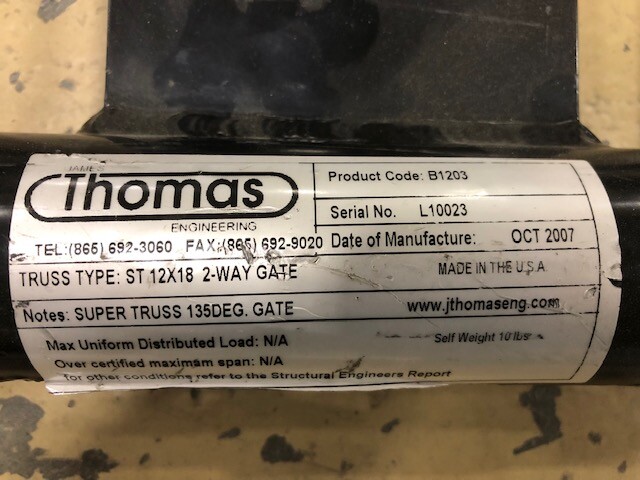 JAMES
Thomas
ENGINEERING
TEL:(865) 692-3060 FAX:(865) 692-9020
Product Code: B1203
Serial No. L10023
Date of Manufacture: OCT 2007
TRUSS TYPE: ST 12X18 2-WAY GATE
MADE IN THE U.S.A
Notes: SUPER TRUSS 135DEG. GATE
www.jthomaseng.com
Max Uniform Distributed Load: N/A
Self Weight 10 lbs
Over certified maximum span: N/A
for other conditions refer to the Structural Engineers Report